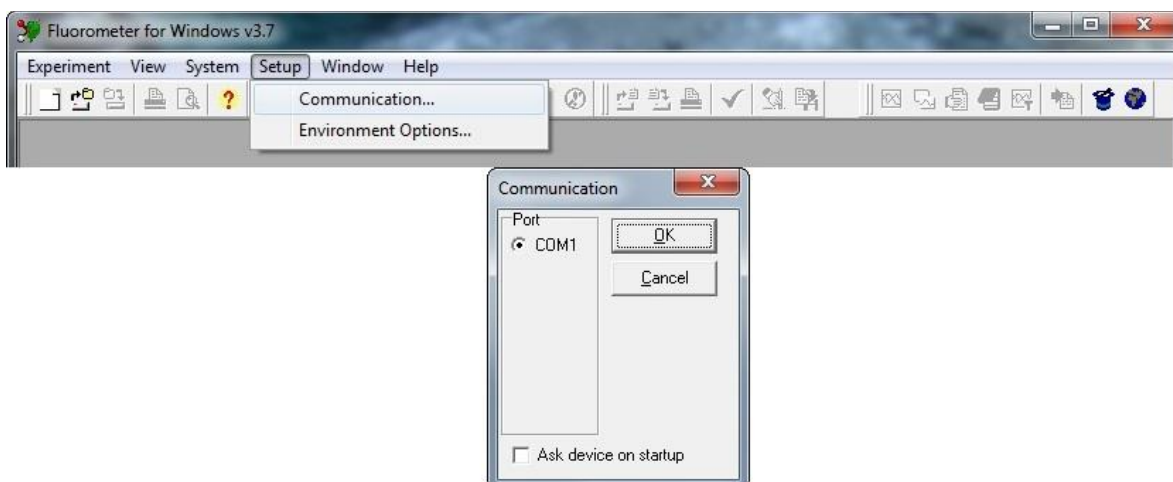 Fluorometer for Windows v3.7
Experiment View System Setup Window Help
Communication...
Environment Options...
Communication
Port
COM1
OK
Cancel
Ask device on startup